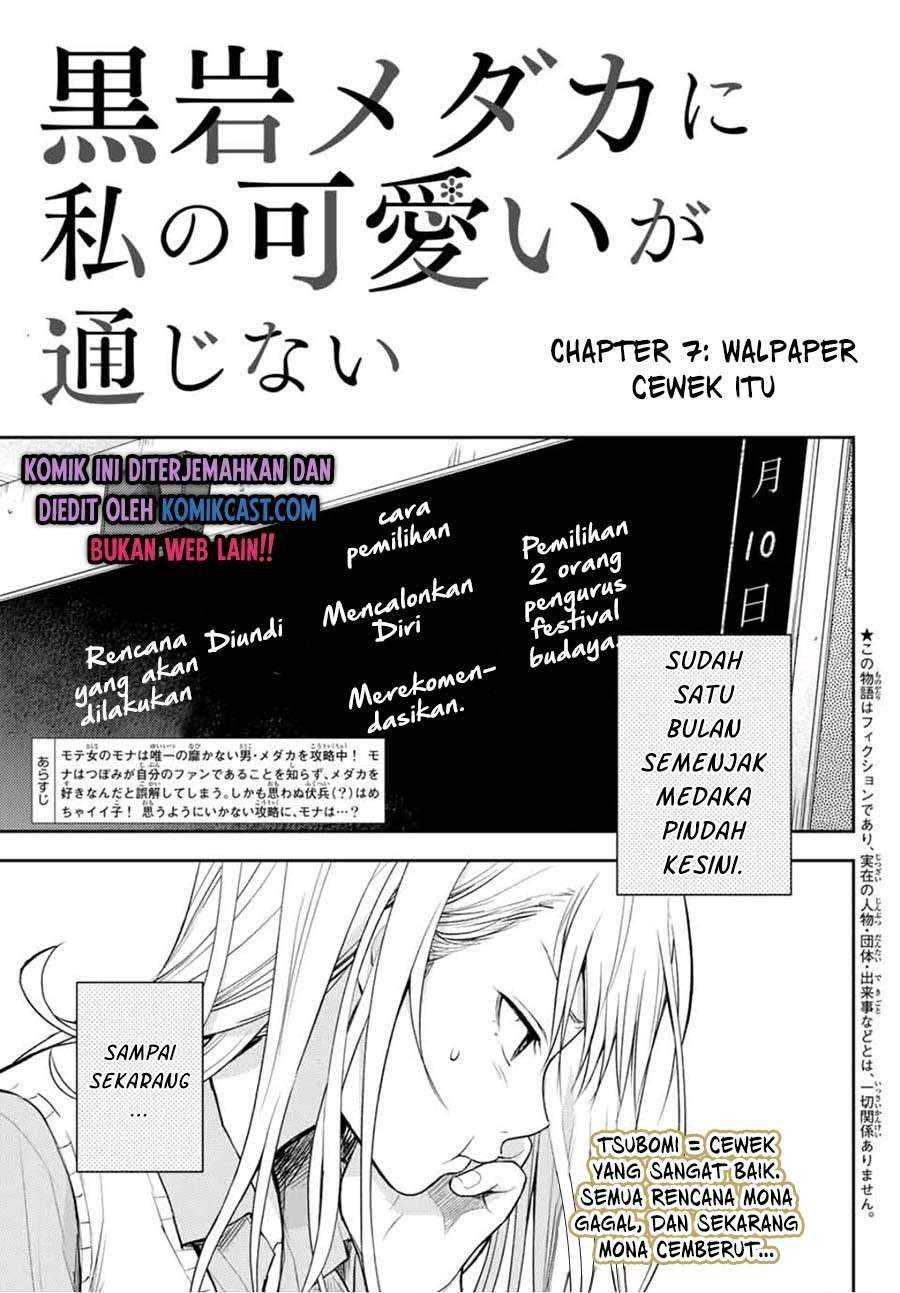 黒岩メダカに
私の可愛いが
通じない
CHAPTER 7: WALPAPER
CEWEK ITU
KOMIK INI DITERJEMAHKAN DAN
DIEDIT OLEH KOMIKCAST.COM
BUKAN WEB LAIN!!
月10日
Pemilihan
2 orang
pengurus
festival
budaya.
cara
pemilihan
Mencalonkan
Diri
Merekomen-
dasikan.
Diundi
Rencana
yang akan
dilakukan
SUDAH
SATU
BULAN
SEMENJAK
MEDAKA
PINDAH
KESINI.
あらすじ
モテ女のモナは唯一の靡かない男・メダカを攻略中! モ
ナはつぼみが自分のファンであることを知らず、メダカを
好きなんだと誤解してしまう。しかも思わぬ伏兵(?)はめ
ちゃイイ子! 思うようにいかない攻略に、モナは…?
★この物語はフィクションであり、実在の人物・団体・出来事などとは、一切関係ありません。
SAMPAI
SEKARANG
...
TSUBOMI = CEWEK
YANG SANGAT BAIK.
SEMUA RENCANA MONA
GAGAL, DAN SEKARANG
MONA CEMBERUT...